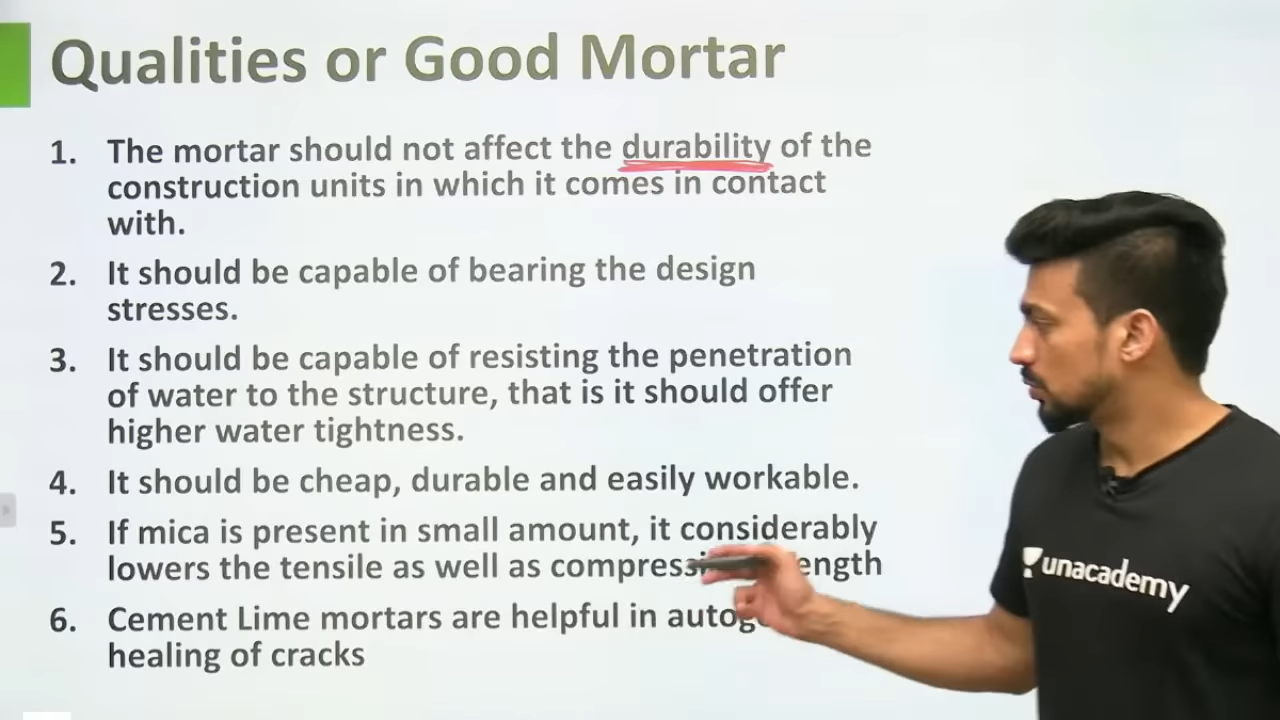 Qualities or Good Mortar
1. The mortar should not affect the durability of the
construction units in which it comes in contact
with.
2. It should be capable of bearing the design
stresses.
3. It should be capable of resisting the penetration
of water to the structure, that is it should offer
higher water tightness.
4. It should be cheap, durable and easily workable.
5. If mica is present in small amount, it considerably
lowers the tensile as well as
6. Cement Lime mortars are helpful in
healing of cracks
unacademy